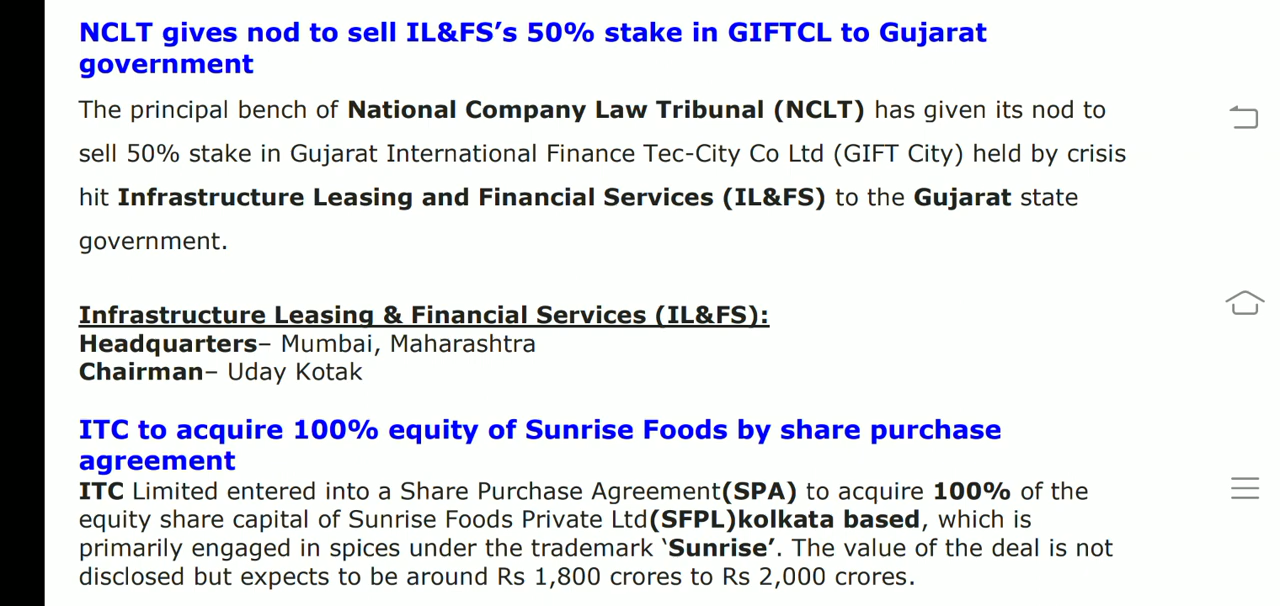 NCLT gives nod to sell IL&FS’s 50% stake in GIFTCL to Gujarat
government
The principal bench of National Company Law Tribunal (NCLT) has given its nod to
sell 50% stake in Gujarat International Finance Tec-City Co Ltd (GIFT City) held by crisis
hit Infrastructure Leasing and Financial Services (IL&FS) to the Gujarat state
government.
Infrastructure Leasing & Financial Services (IL&FS):
Headquarters– Mumbai, Maharashtra
Chairman– Uday Kotak
ITC to acquire 100% equity of Sunrise Foods by share purchase
agreement
ITC Limited entered into a Share Purchase Agreement(SPA) to acquire 100% of the
equity share capital of Sunrise Foods Private Ltd(SFPL)kolkata based, which is
primarily engaged in spices under the trademark ‘Sunrise’. The value of the deal is not
disclosed but expects to be around Rs 1,800 crores to Rs 2,000 crores.